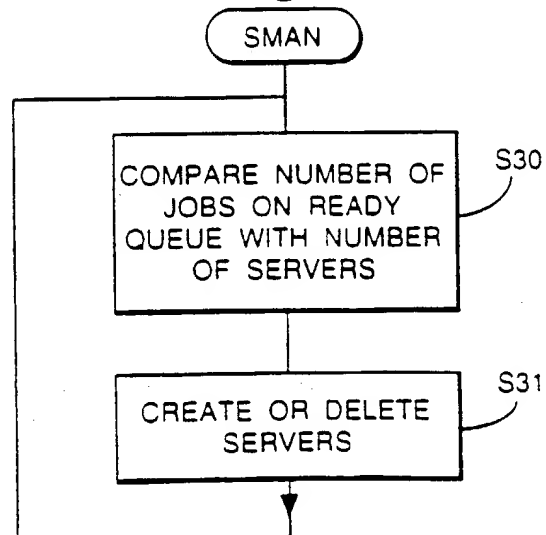 SMAN
COMPARE NUMBER OF
JOBS ON READY
QUEUE WITH NUMBER
OF SERVERS
S30
CREATE OR DELETE
SERVERS
S31